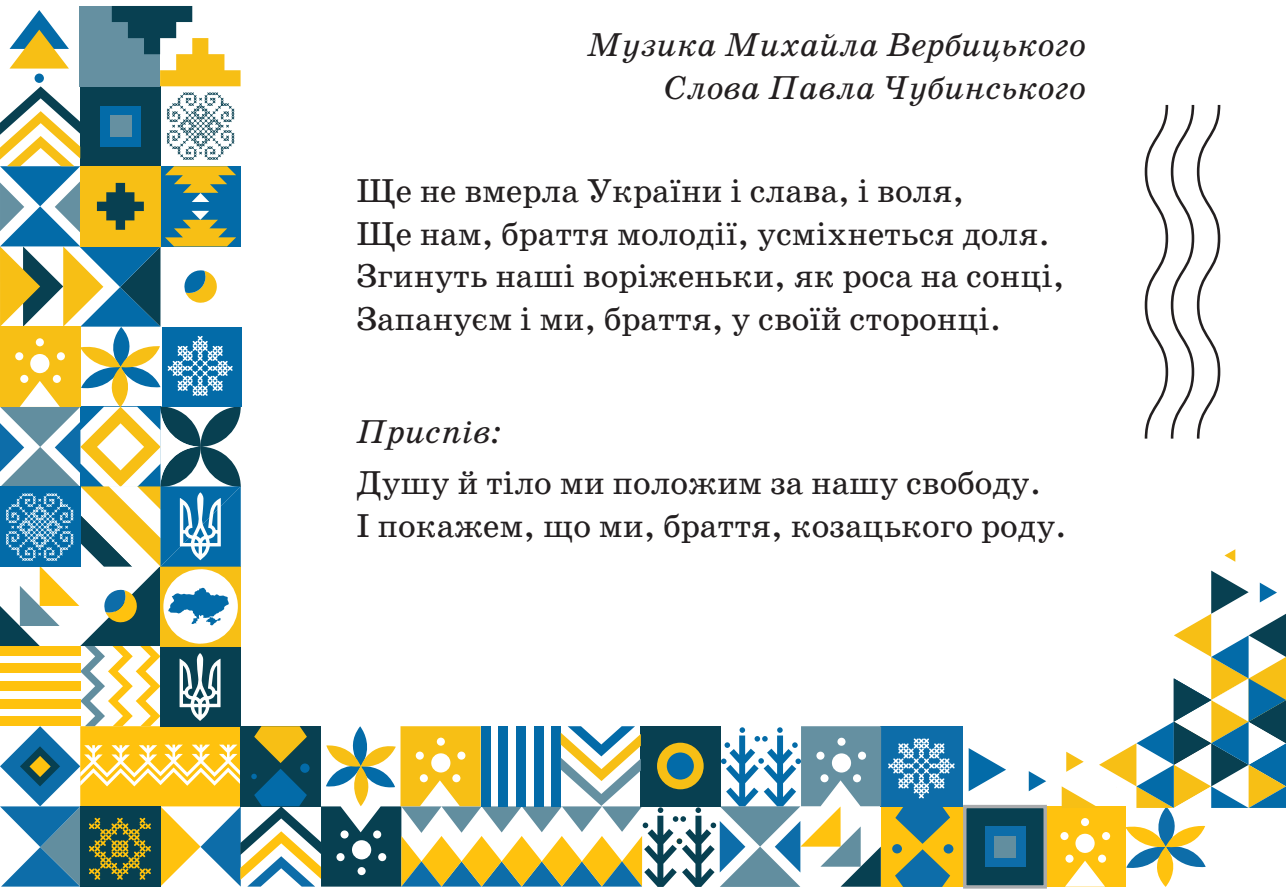 Музика Михайла Вербицького
Слова Павла Чубинського
Ще не вмерла України і слава, і воля,
Ще нам, браття молодії, усміхнеться доля.
Згинуть наші воріженьки, як роса на сонці,
Запануєм і ми, браття, у своїй сторонці.
Приспів:
Душу й тіло ми положим за нашу свободу.
І покажем, що ми, браття, козацького роду.